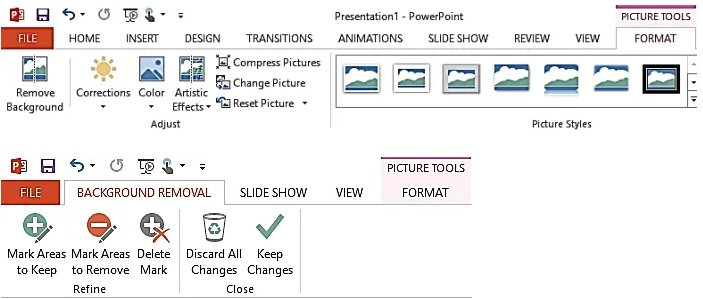 Presentation1 - PowerPoint
PICTURE TOOLS
FILE HOME INSERT DESIGN TRANSITIONS ANIMATIONS SLIDE SHOW REVIEW VIEW FORMAT
Remove
Background
Corrections
Color
Artistic
Effects
Compress Pictures
Change Picture
Reset Picture
Adjust
Picture Styles
PICTURE TOOLS
FILE BACKGROUND REMOVAL SLIDE SHOW VIEW FORMAT
Mark Areas
to Keep
Mark Areas
to Remove
Delete
Mark
Discard All
Changes
Keep
Changes
Refine
Close